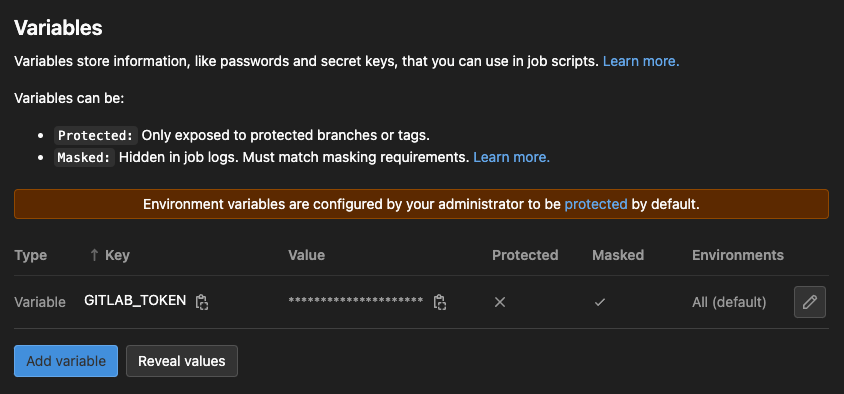 Variables
Variables store information, like passwords and secret keys, that you can use in job scripts. Learn more.
Variables can be:
• Protected: Only exposed to protected branches or tags.
• Masked: Hidden in job logs. Must match masking requirements. Learn more.
Environment variables are configured by your administrator to be protected by default.
Type ↑ Key Value Protected Masked Environments
Variable GITLAB_TOKEN ********************* All (default)
Add variable Reveal values